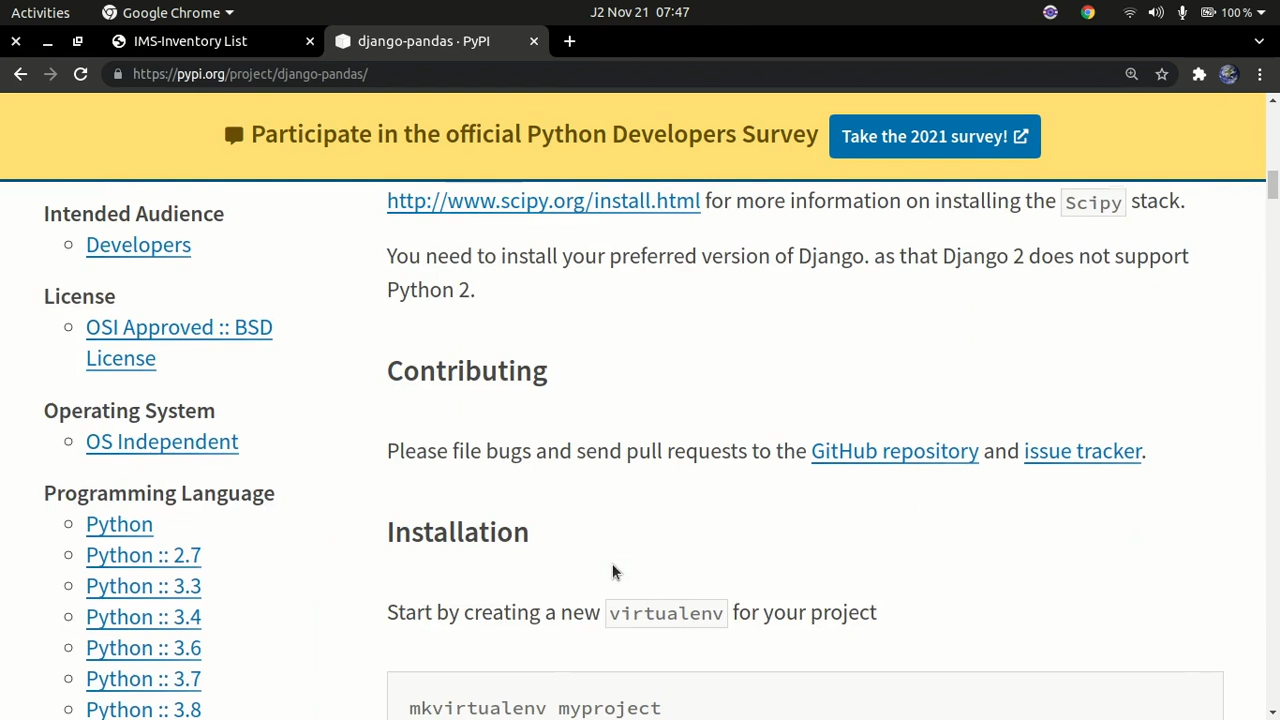 Activities
Google Chrome
J2 Nov 21 07:47
100 %
IMS-Inventory List
django-pandas · PyPI
https://pypi.org/project/django-pandas/
Participate in the official Python Developers Survey
Take the 2021 survey!
Intended Audience
Developers
License
OSI Approved :: BSD
License
Operating System
OS Independent
Programming Language
Python
Python :: 2.7
Python :: 3.3
Python :: 3.4
Python :: 3.6
Python :: 3.7
Python :: 3.8
http://www.scipy.org/install.html for more information on installing the Scipy stack.
You need to install your preferred version of Django. as that Django 2 does not support
Python 2.
Contributing
Please file bugs and send pull requests to the GitHub repository and issue tracker.
Installation
Start by creating a new virtualenv for your project
mkvirtualenv myproject